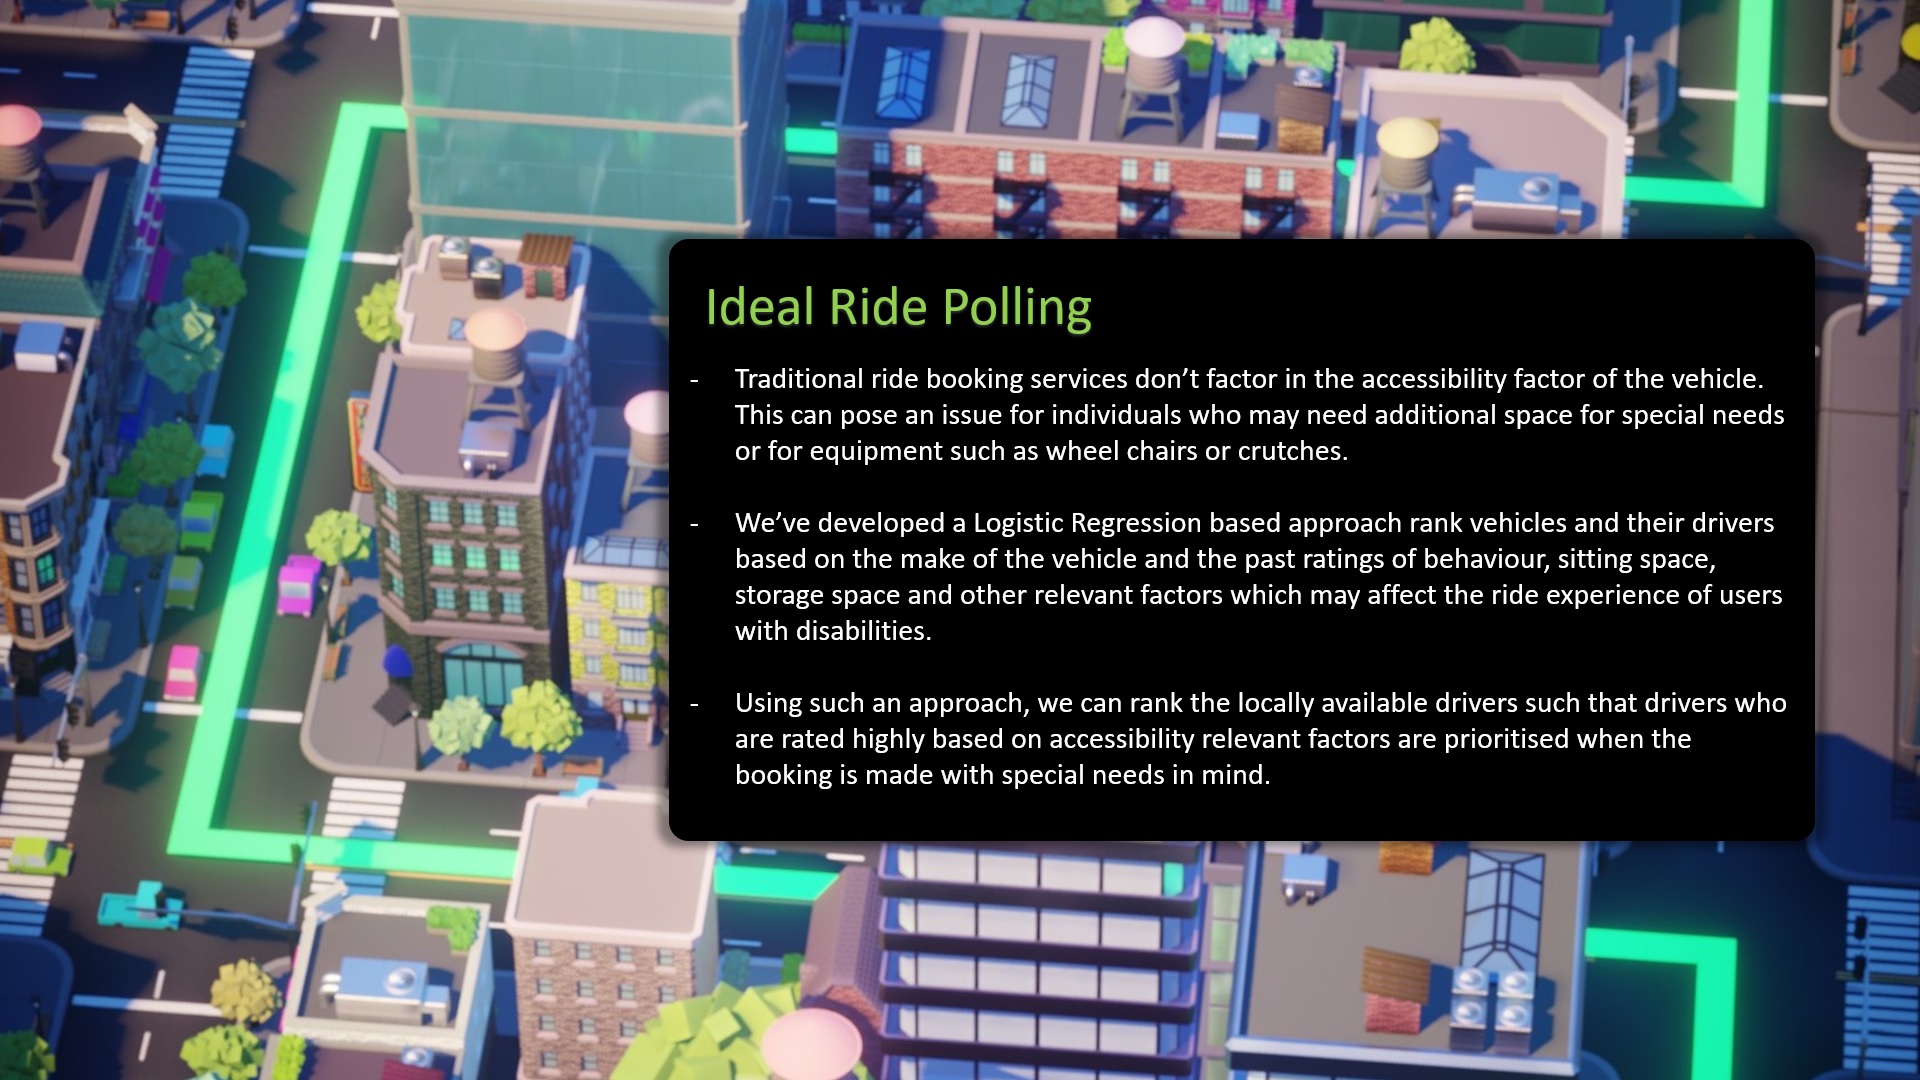 Ideal Ride Polling
- Traditional ride booking services don’t factor in the accessibility factor of the vehicle.
This can pose an issue for individuals who may need additional space for special needs
or for equipment such as wheel chairs or crutches.
- We’ve developed a Logistic Regression based approach rank vehicles and their drivers
based on the make of the vehicle and the past ratings of behaviour, sitting space,
storage space and other relevant factors which may affect the ride experience of users
with disabilities.
- Using such an approach, we can rank the locally available drivers such that drivers who
are rated highly based on accessibility relevant factors are prioritised when the
booking is made with special needs in mind.